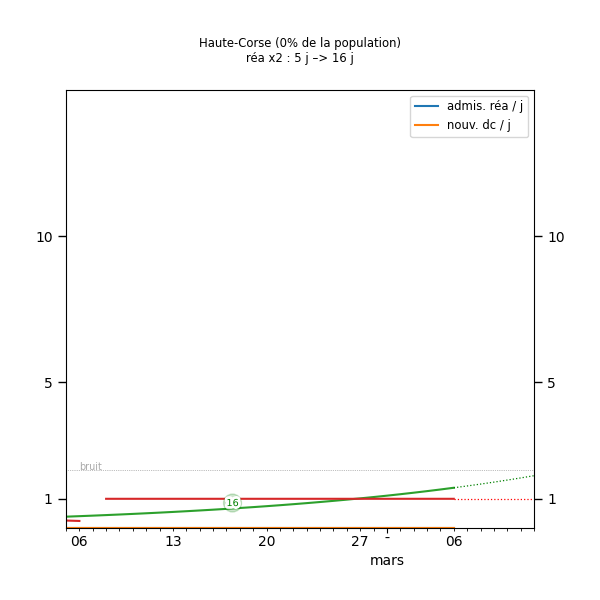 Haute-Corse (0% de la population)
réa x2 : 5 j –> 16 j
admis. réa / j
nouv. dc / j
10 10
5 5
bruit
1 16 1
06 13 20 27 - 06
mars